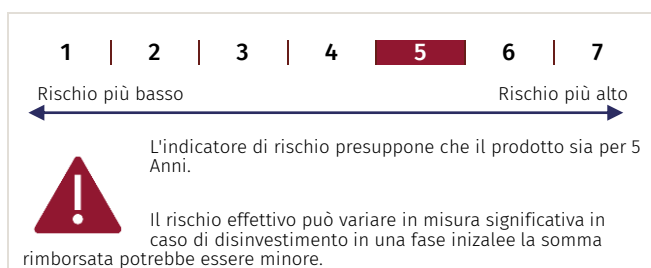 1 2 3 4 5 6 7
Rischio più basso Rischio più alto
L'indicatore di rischio presuppone che il prodotto sia per 5
Anni.
Il rischio effettivo può variare in misura significativa in
caso di disinvestimento in una fase inizalee la somma
rimborsata potrebbe essere minore.